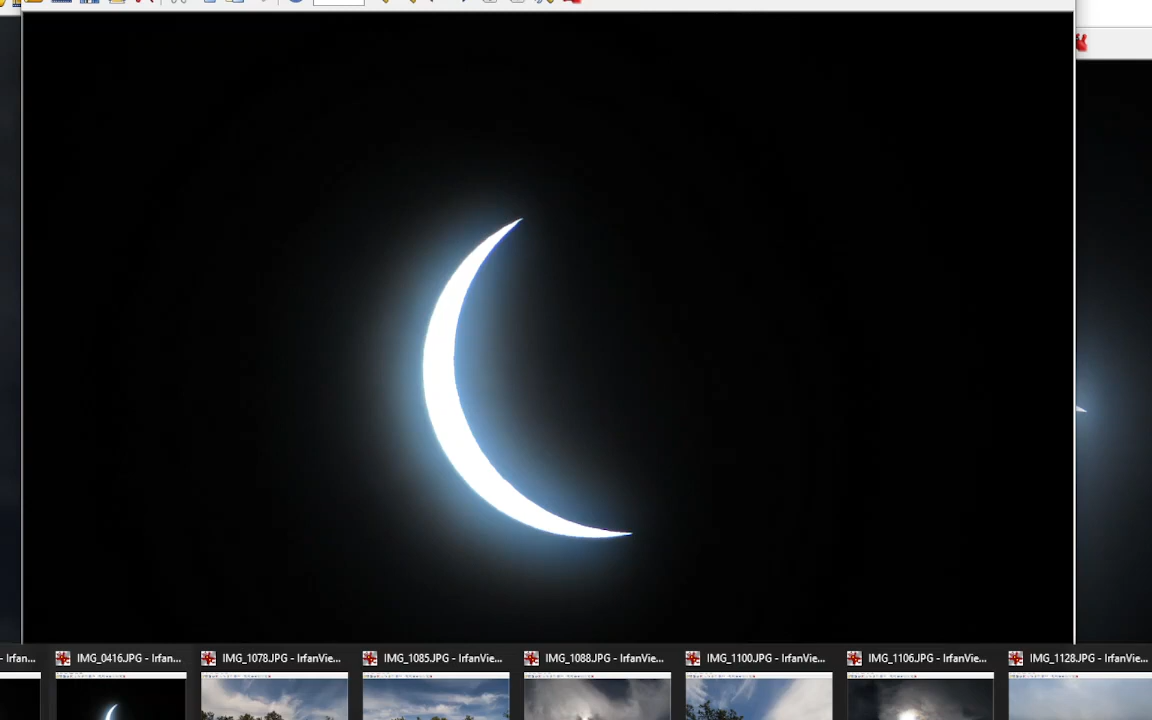 - Irfan...
IMG_0416.JPG - Irfan...
IMG_1078.JPG - IrfanVie...
IMG_1085.JPG - IrfanVie...
IMG_1088.JPG - IrfanVie...
IMG_1100.JPG - IrfanVie...
IMG_1106.JPG - IrfanVie...
IMG_1128.JPG - IrfanVie...